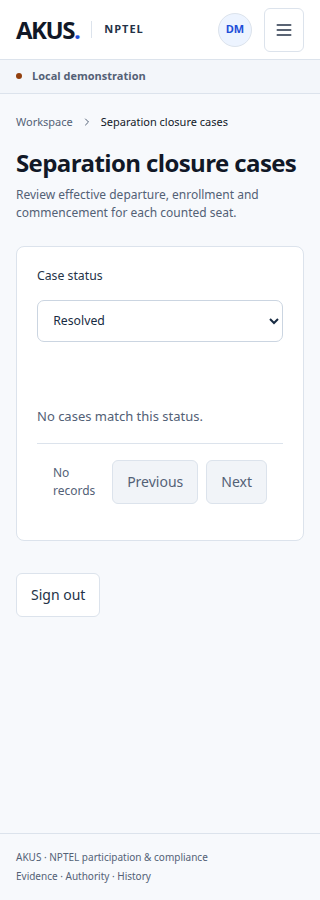 AKUS. NPTEL DM
Local demonstration
Workspace > Separation closure cases
Separation closure cases
Review effective departure, enrollment and
commencement for each counted seat.
Case status
Resolved
No cases match this status.
No
records
Previous Next
Sign out
AKUS · NPTEL participation & compliance
Evidence · Authority · History